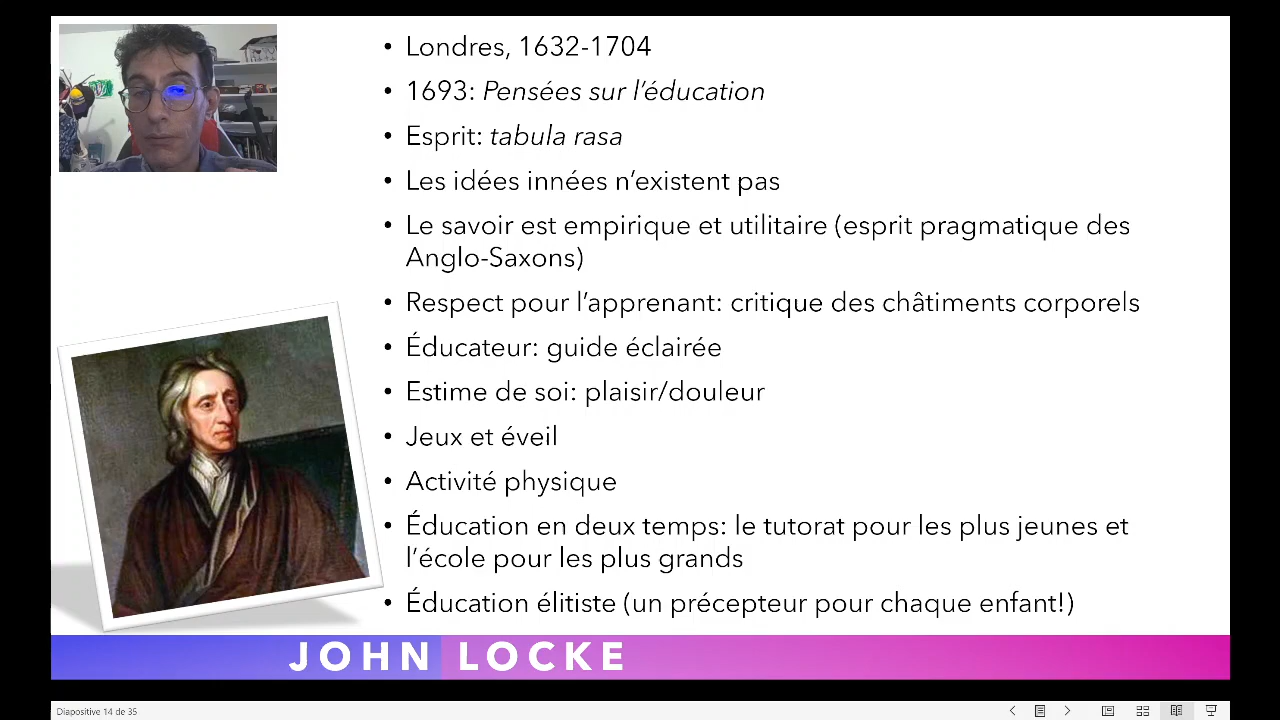 • Londres, 1632-1704
• 1693: Pensées sur l'éducation
• Esprit: tabula rasa
• Les idées innées n'existent pas
• Le savoir est empirique et utilitaire (esprit pragmatique des
Anglo-Saxons)
• Respect pour l'apprenant: critique des châtiments corporels
• Éducateur: guide éclairée
• Estime de soi: plaisir/douleur
• Jeux et éveil
• Activité physique
• Éducation en deux temps: le tutorat pour les plus jeunes et
l'école pour les plus grands
• Éducation élitiste (un précepteur pour chaque enfant!)
JOHN LOCKE
Diapositive 14 de 35